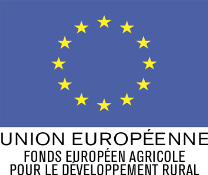 UNION EUROPÉENNE
FONDS EUROPÉEN AGRICOLE
POUR LE DÉVELOPPEMENT RURAL